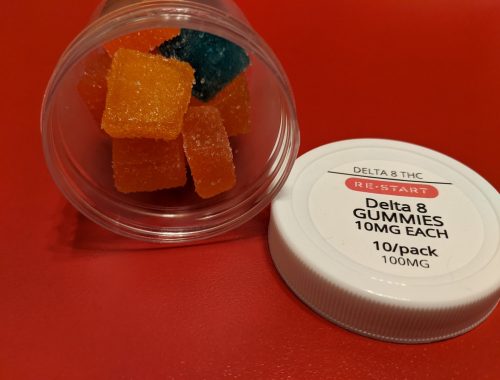 DELTA 8 THC
RE•START
Delta 8
GUMMIES
10MG EACH
10/pack
100MG